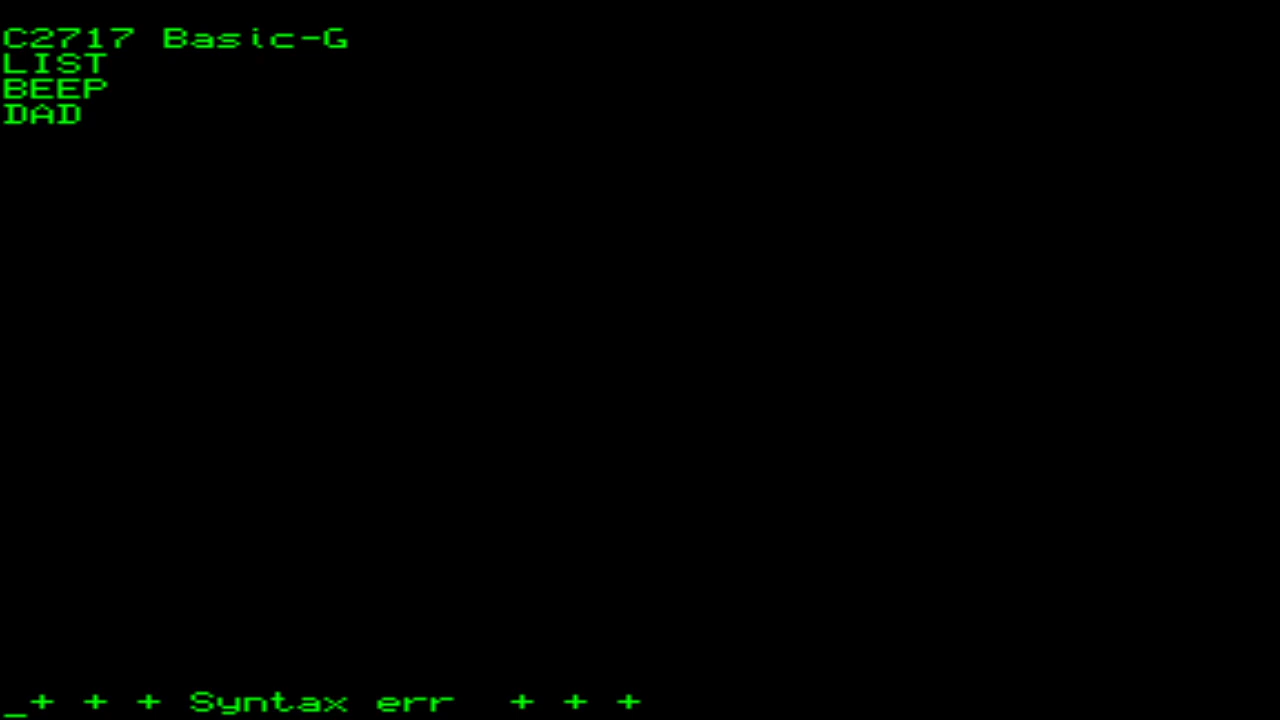 C2717 Basic-G
LIST
BEEP
DAD
_+ + + Syntax err  + + +